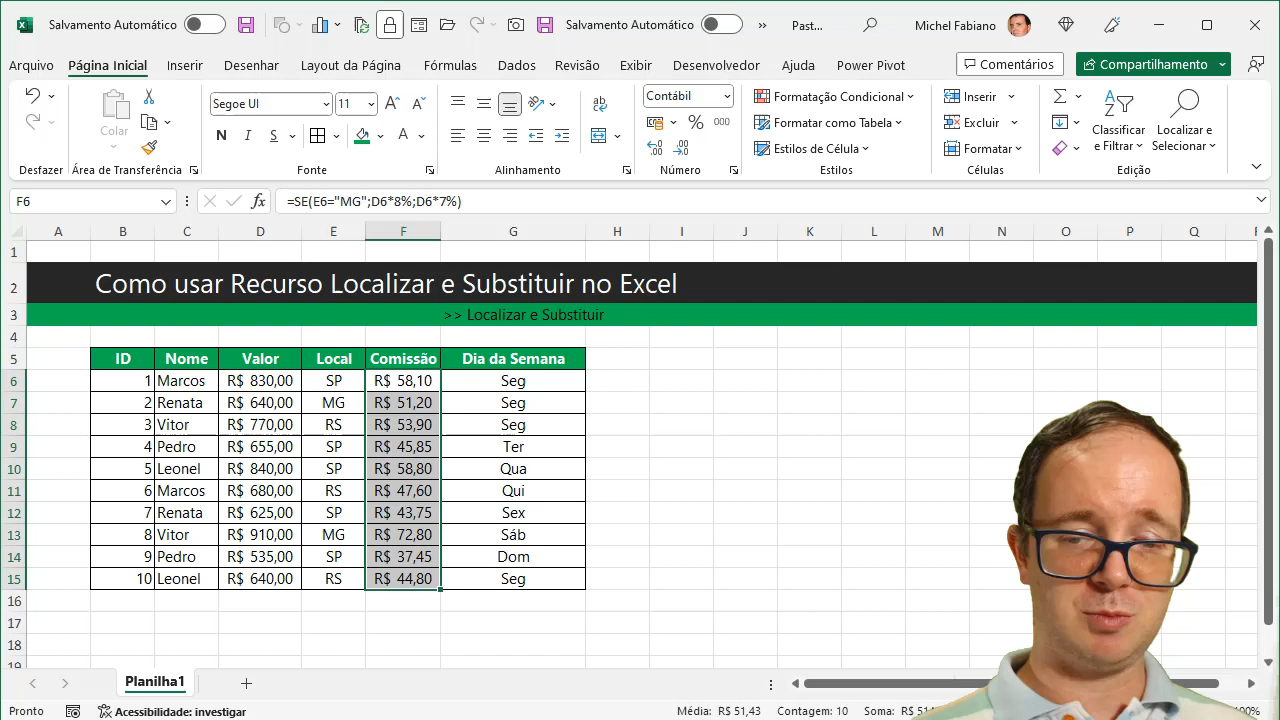 Salvamento Automático Salvamento Automático » Past... Michel Fabiano
Arquivo Página Inicial Inserir Desenhar Layout da Página Fórmulas Dados Revisão Exibir Desenvolvedor Ajuda Power Pivot Comentários Compartilhamento
Segoe UI 11 Contábil Formatação Condicional Inserir
Colar N I S A ab % 000 Formatar como Tabela Excluir Classificar e Filtrar Localizar e Selecionar
Estilos de Célula Formatar
Desfazer Área de Transferência Fonte Alinhamento Número Estilos Células Edição
F6 fx =SE(E6="MG";D6*8%;D6*7%)
A B C D E F G H I J K L M N O P Q
1
2 Como usar Recurso Localizar e Substituir no Excel
3 >> Localizar e Substituir
4
5 ID Nome Valor Local Comissão Dia da Semana
6 1 Marcos R$ 830,00 SP R$ 58,10 Seg
7 2 Renata R$ 640,00 MG R$ 51,20 Seg
8 3 Vitor R$ 770,00 RS R$ 53,90 Seg
9 4 Pedro R$ 655,00 SP R$ 45,85 Ter
10 5 Leonel R$ 840,00 SP R$ 58,80 Qua
11 6 Marcos R$ 680,00 RS R$ 47,60 Qui
12 7 Renata R$ 625,00 SP R$ 43,75 Sex
13 8 Vitor R$ 910,00 MG R$ 72,80 Sáb
14 9 Pedro R$ 535,00 SP R$ 37,45 Dom
15 10 Leonel R$ 640,00 RS R$ 44,80 Seg
16
17
18
19
Planilha1
Pronto Acessibilidade: investigar Média: R$ 51,43 Contagem: 10 Soma: R$